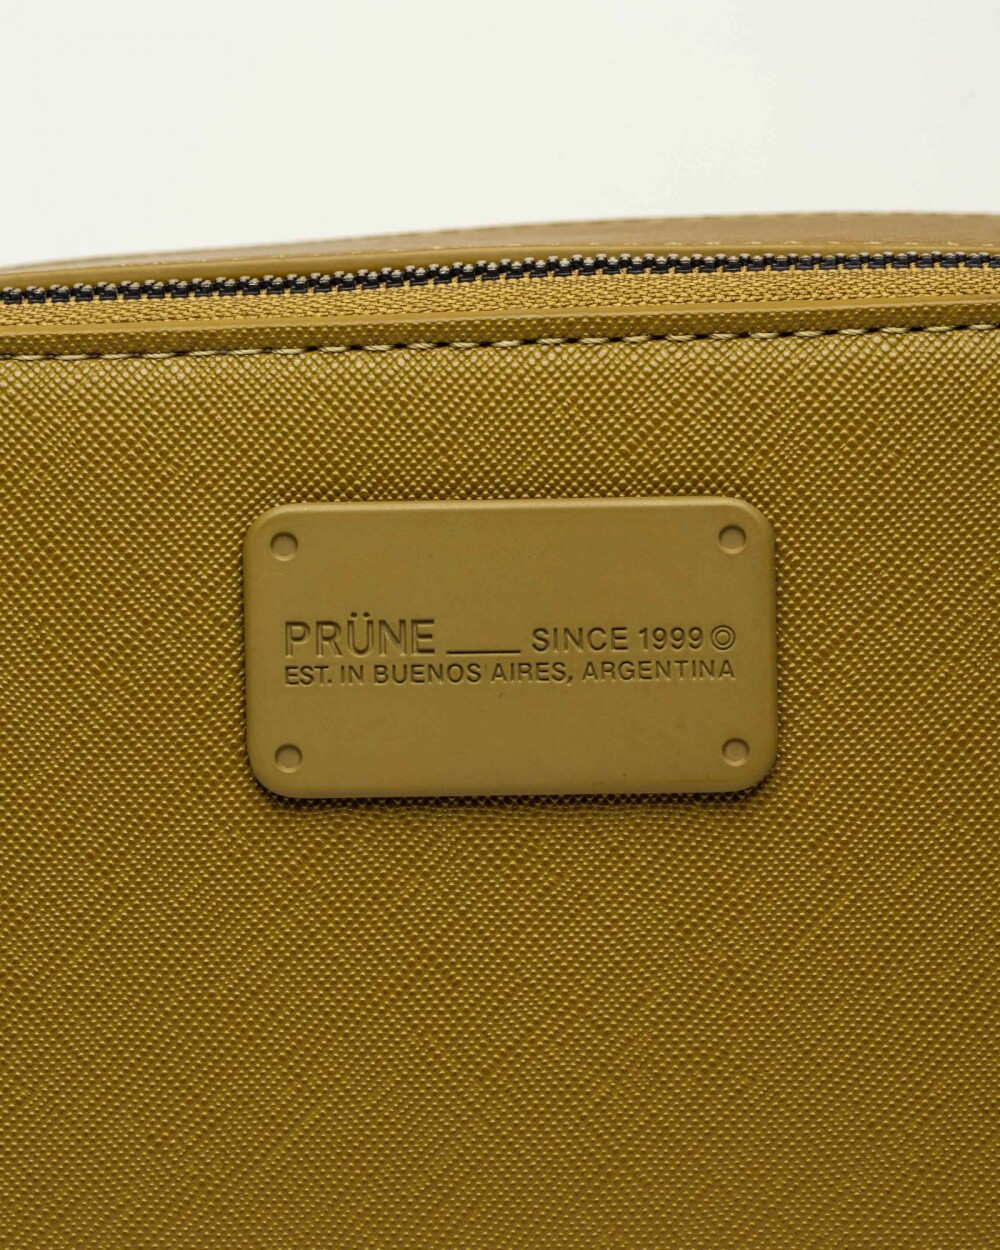 PRÜNE ____ SINCE 1999 ©
EST. IN BUENOS AIRES, ARGENTINA